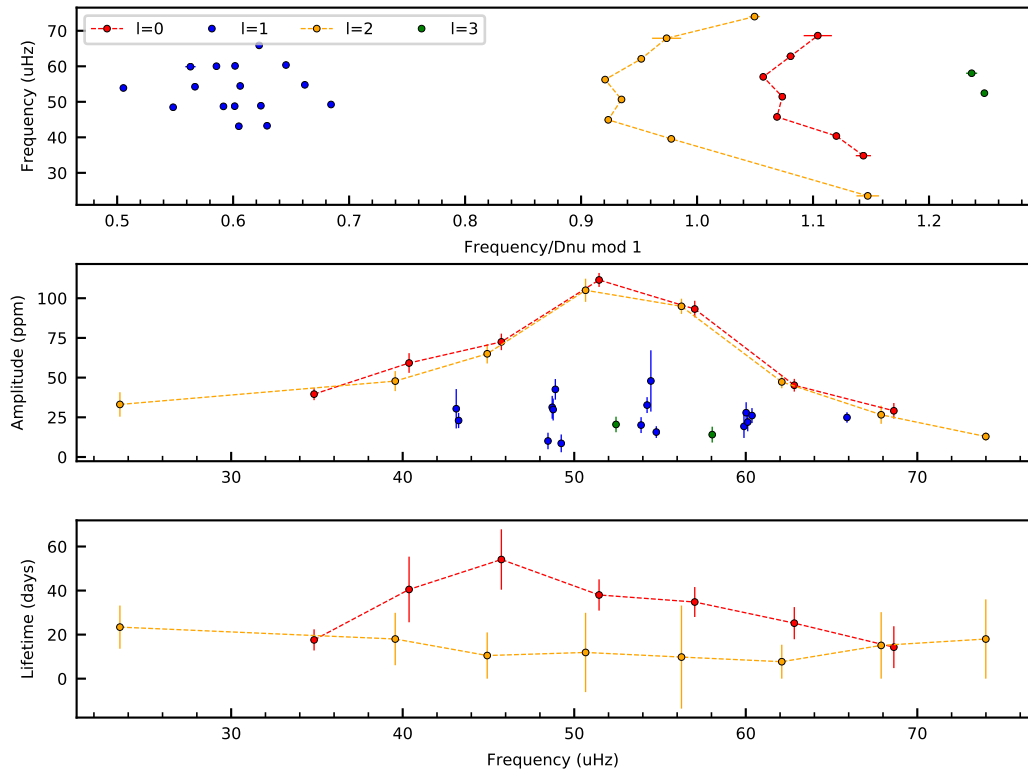 l=0 l=1 l=2 l=3
Frequency (uHz)
70
60
50
40
30
0.5 0.6 0.7 0.8 0.9 1.0 1.1 1.2
Frequency/Dnu mod 1
Amplitude (ppm)
100
75
50
25
0
30 40 50 60 70
Lifetime (days)
60
40
20
0
30 40 50 60 70
Frequency (uHz)